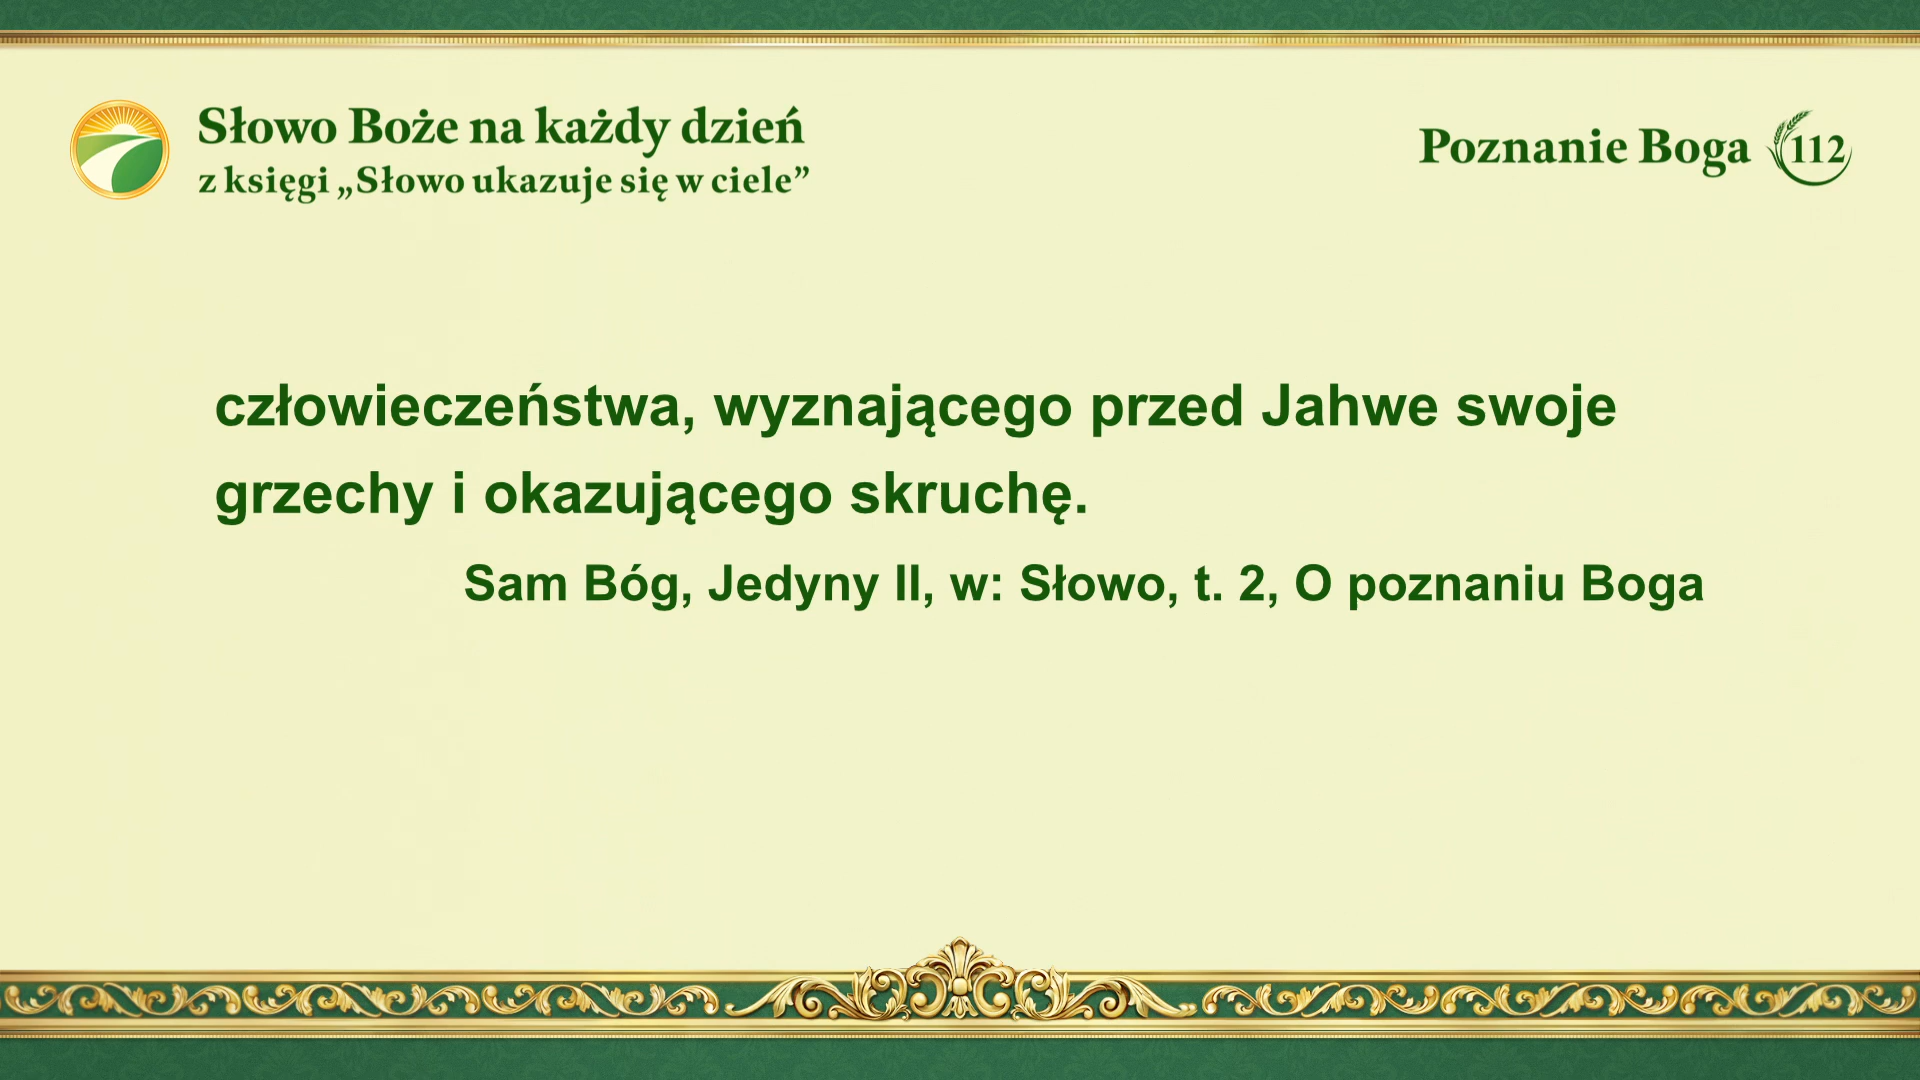 Słowo Boże na każdy dzień
z księgi „Słowo ukazuje się w ciele”
Poznanie Boga 112
człowieczeństwa, wyznającego przed Jahwe swoje
grzechy i okazującego skruchę.
Sam Bóg, Jedyny II, w: Słowo, t. 2, O poznaniu Boga